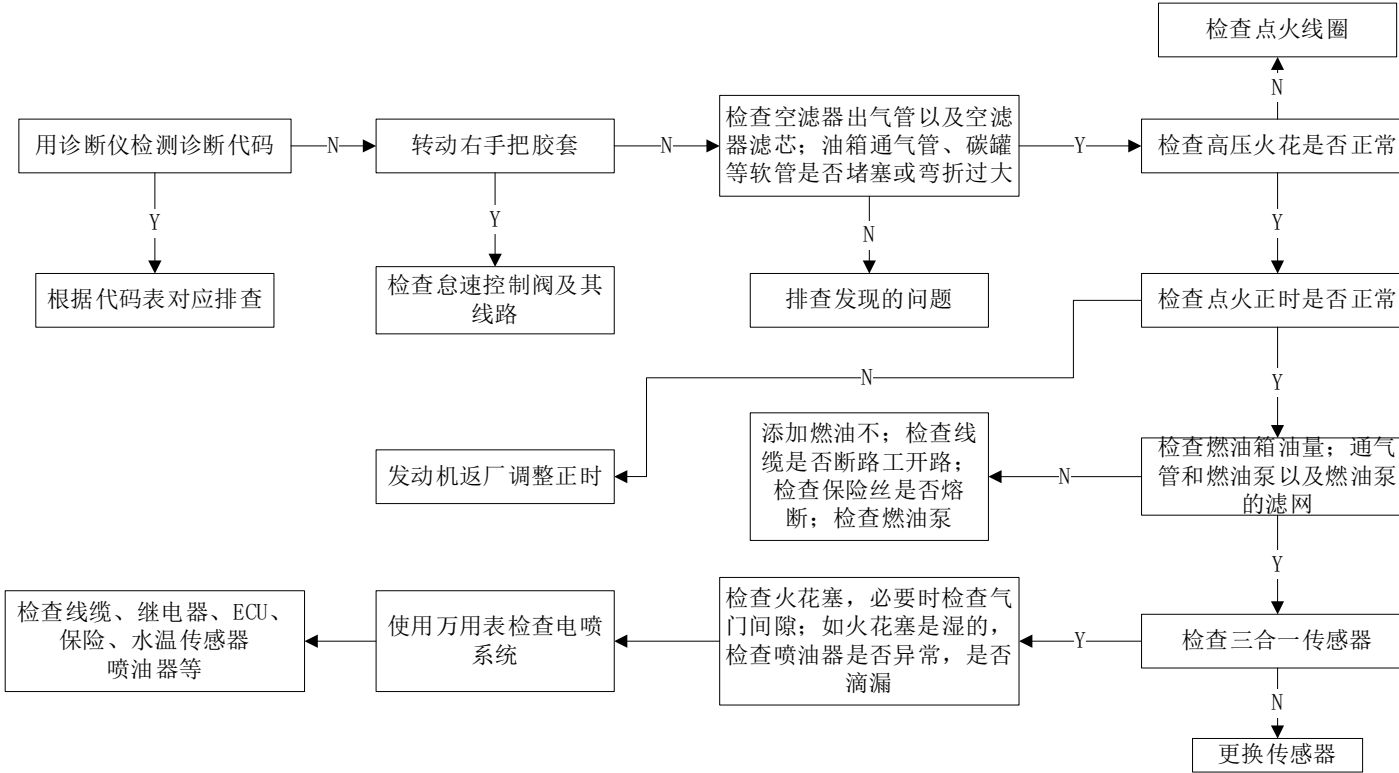 检查点火线圈
N
用诊断仪检测诊断代码
N
转动右手把胶套
N
检查空滤器出气管以及空滤
器滤芯；油箱通气管、碳罐
等软管是否堵塞或弯折过大
Y
检查高压火花是否正常
Y
Y
N
Y
根据代码表对应排查
检查怠速控制阀及其
线路
排查发现的问题
检查点火正时是否正常
N
Y
发动机返厂调整正时
添加燃油不；检查线
缆是否断路工开路；
检查保险丝是否熔
断；检查燃油泵
N
检查燃油箱油量；通气
管和燃油泵以及燃油泵
的滤网
Y
检查线缆、继电器、ECU、
保险、水温传感器
喷油器等
使用万用表检查电喷
系统
检查火花塞，必要时检查气
门间隙；如火花塞是湿的，
检查喷油器是否异常，是否
滴漏
Y
检查三合一传感器
N
更换传感器